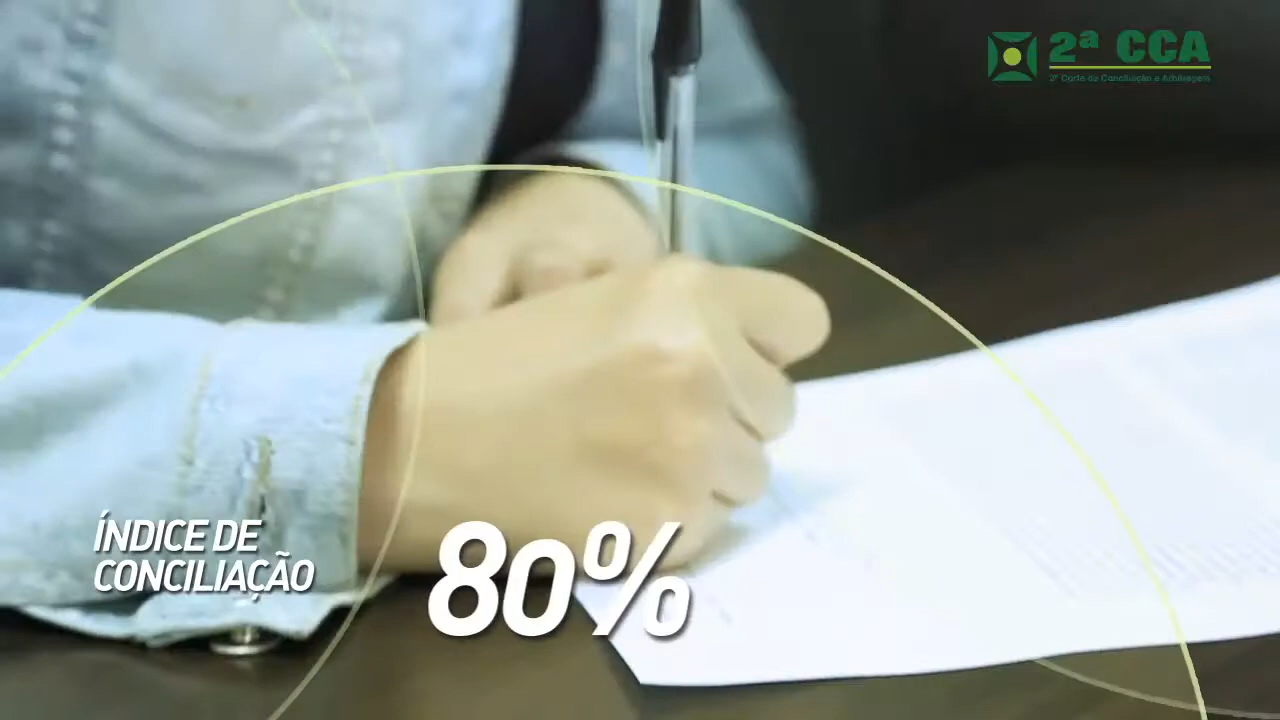 2ª CCA
2ª Corte de Conciliação e Arbitragem
ÍNDICE DE
CONCILIAÇÃO
80%